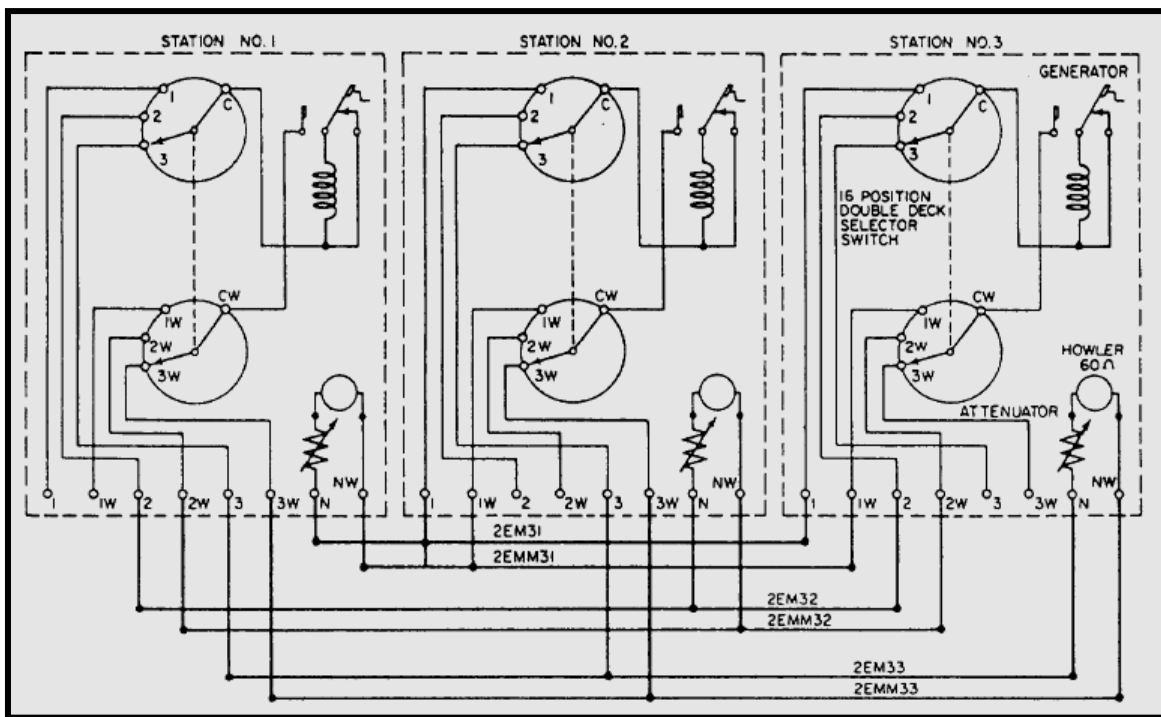 STATION NO. 1 STATION NO. 2 STATION NO. 3
GENERATOR
1 C 1 C 1 C
2 2 2
3 3 3
16 POSITION
DOUBLE DECK
SELECTOR
SWITCH
CW CW CW
1W 1W 1W
2W 2W 2W
3W 3W 3W
HOWLER
60Ω
ATTENUATOR
1 1W 2 2W 3 3W N NW 1 1W 2 2W 3 3W N NW 1 1W 2 2W 3 3W N NW
2EM31
2EMM31
2EM32
2EMM32
2EM33
2EMM33